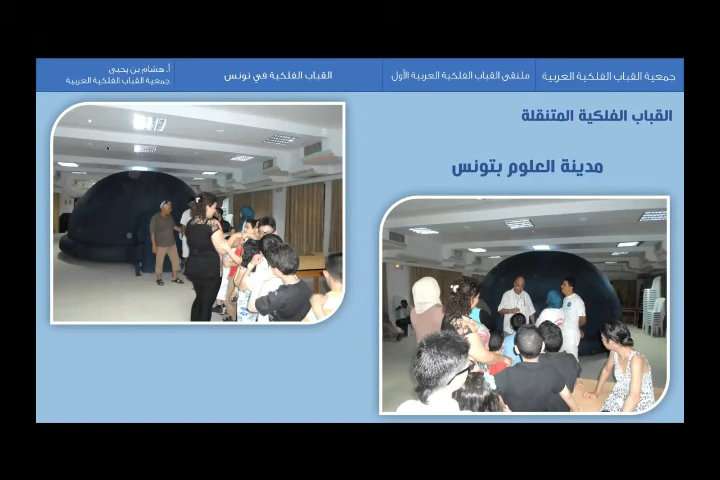 جمعية القباب الفلكية العربية
ملتقى القباب الفلكية العربية الأول
القباب الفلكية في تونس
أ. هشام بن يحيى
جمعية القباب الفلكية العربية
القباب الفلكية المتنقلة
مدينة العلوم بتونس